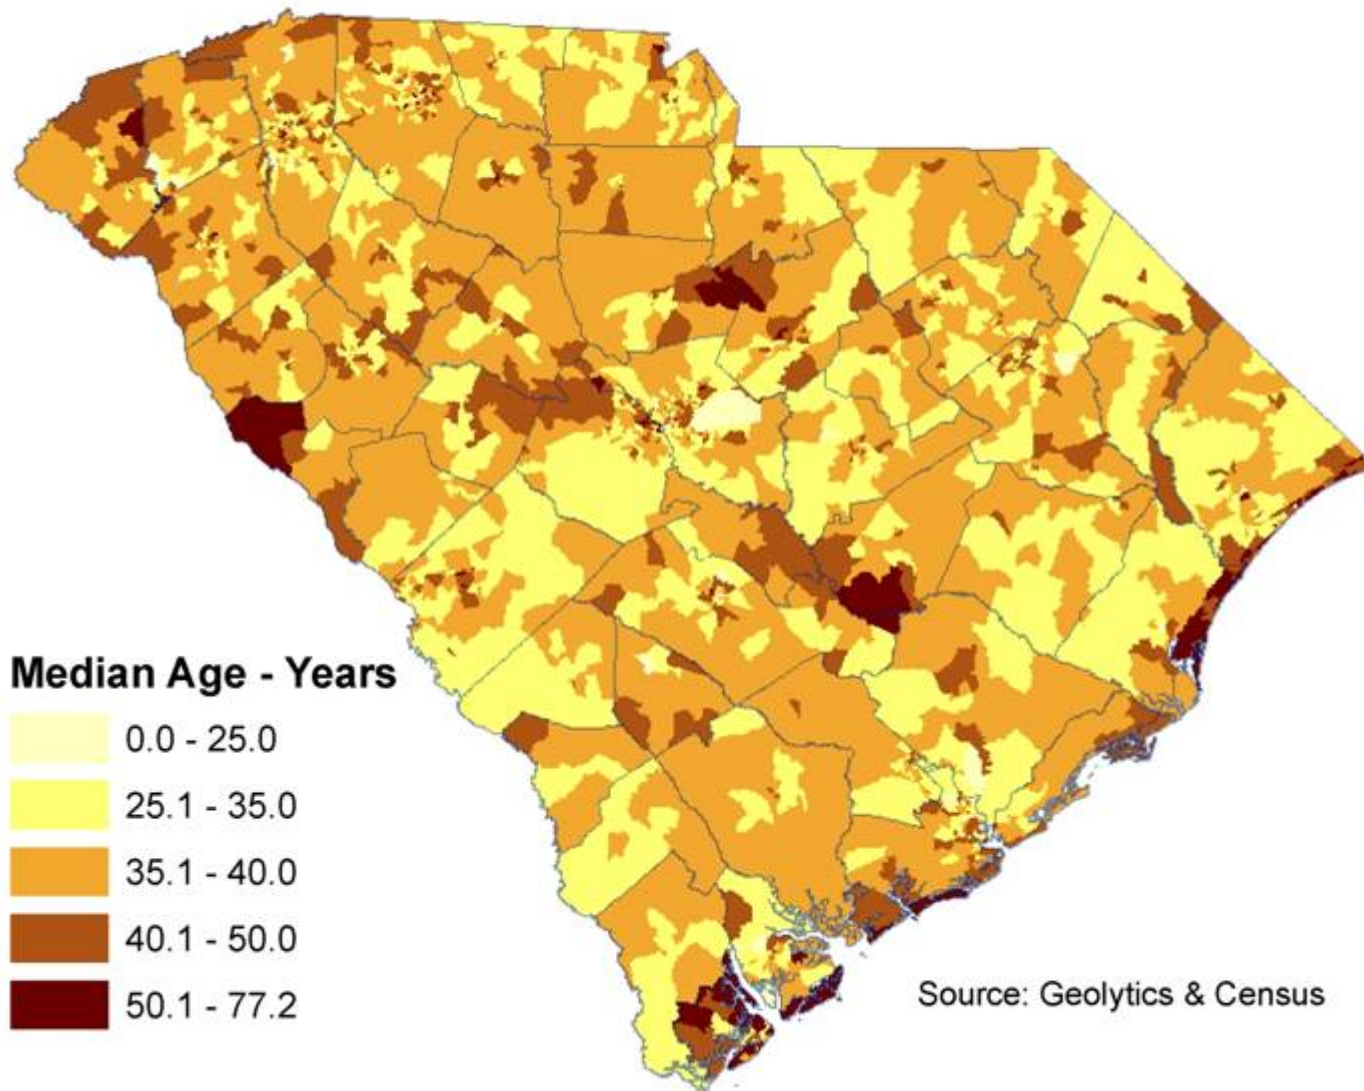 Median Age - Years
0.0 - 25.0
25.1 - 35.0
35.1 - 40.0
40.1 - 50.0
50.1 - 77.2
Source: Geolytics & Census